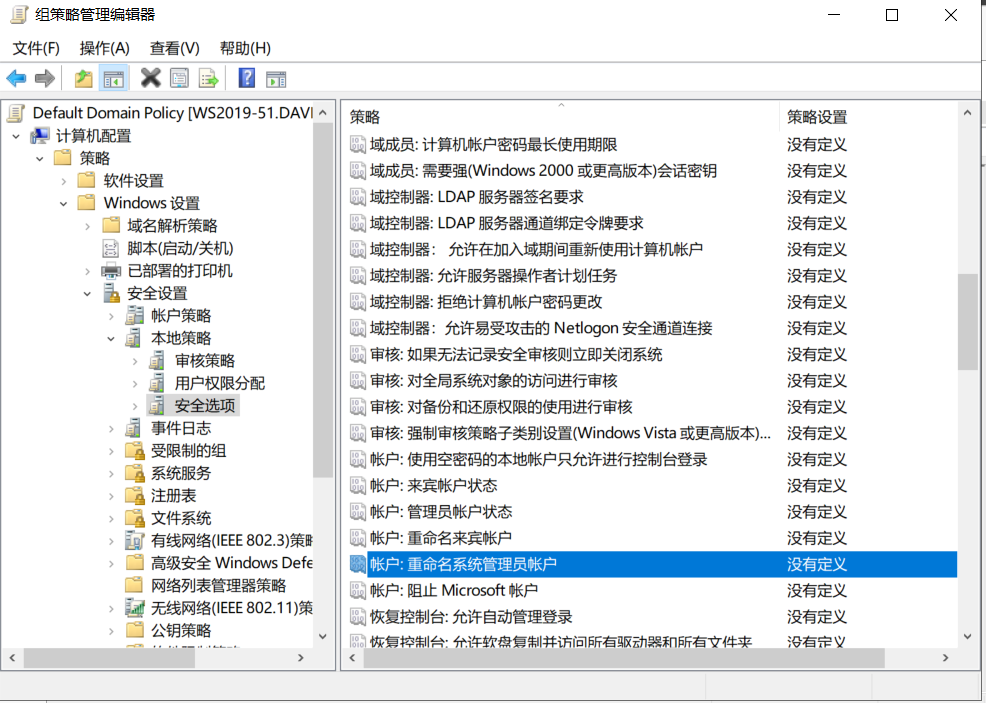 组策略管理编辑器
文件(F) 操作(A) 查看(V) 帮助(H)
Default Domain Policy [WS2019-51.DAVI
计算机配置
策略
软件设置
Windows 设置
域名解析策略
脚本(启动/关机)
已部署的打印机
安全设置
帐户策略
本地策略
审核策略
用户权限分配
安全选项
事件日志
受限制的组
系统服务
注册表
文件系统
有线网络(IEEE 802.3)策略
高级安全 Windows Defe
网络列表管理器策略
无线网络(IEEE 802.11)策
公钥策略
策略 策略设置
域成员: 计算机帐户密码最长使用期限 没有定义
域成员: 需要强(Windows 2000 或更高版本)会话密钥 没有定义
域控制器: LDAP 服务器签名要求 没有定义
域控制器: LDAP 服务器通道绑定令牌要求 没有定义
域控制器： 允许在加入域期间重新使用计算机帐户 没有定义
域控制器: 允许服务器操作者计划任务 没有定义
域控制器: 拒绝计算机帐户密码更改 没有定义
域控制器：允许易受攻击的 Netlogon 安全通道连接 没有定义
审核: 如果无法记录安全审核则立即关闭系统 没有定义
审核: 对全局系统对象的访问进行审核 没有定义
审核: 对备份和还原权限的使用进行审核 没有定义
审核: 强制审核策略子类别设置(Windows Vista 或更高版本)... 没有定义
帐户: 使用空密码的本地帐户只允许进行控制台登录 没有定义
帐户: 来宾帐户状态 没有定义
帐户: 管理员帐户状态 没有定义
帐户: 重命名来宾帐户 没有定义
帐户: 重命名系统管理员帐户 没有定义
帐户: 阻止 Microsoft 帐户 没有定义
恢复控制台: 允许自动管理登录 没有定义
恢复控制台: 允许软盘复制并访问所有驱动器和所有文件夹 没有定义